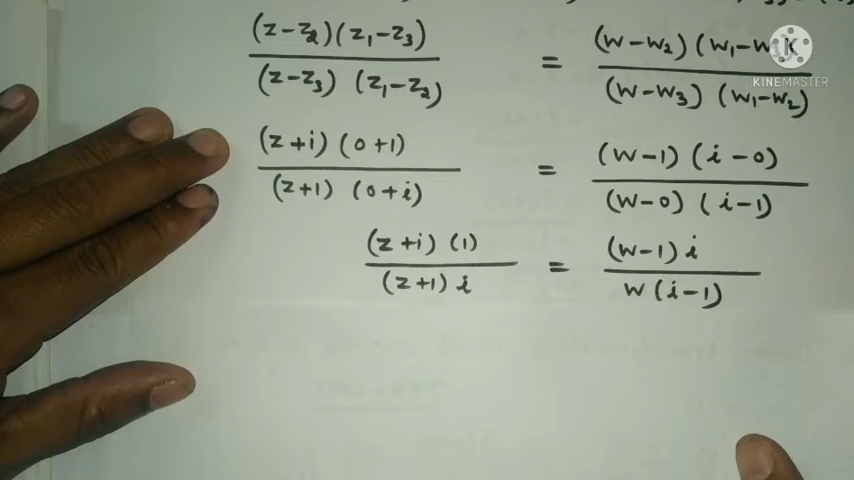 (z-z₂)(z₁-z₃) / (z-z₃) (z₁-z₂) = (w-w₂) (w₁-w / (w-w₃) (w₁-w₂)
K
KINEMASTER
(z+i) (0+1) / (z+1) (0+i) = (w-1) (i-0) / (w-0) (i-1)
(z+i) (1) / (z+1) i = (w-1) i / w (i-1)